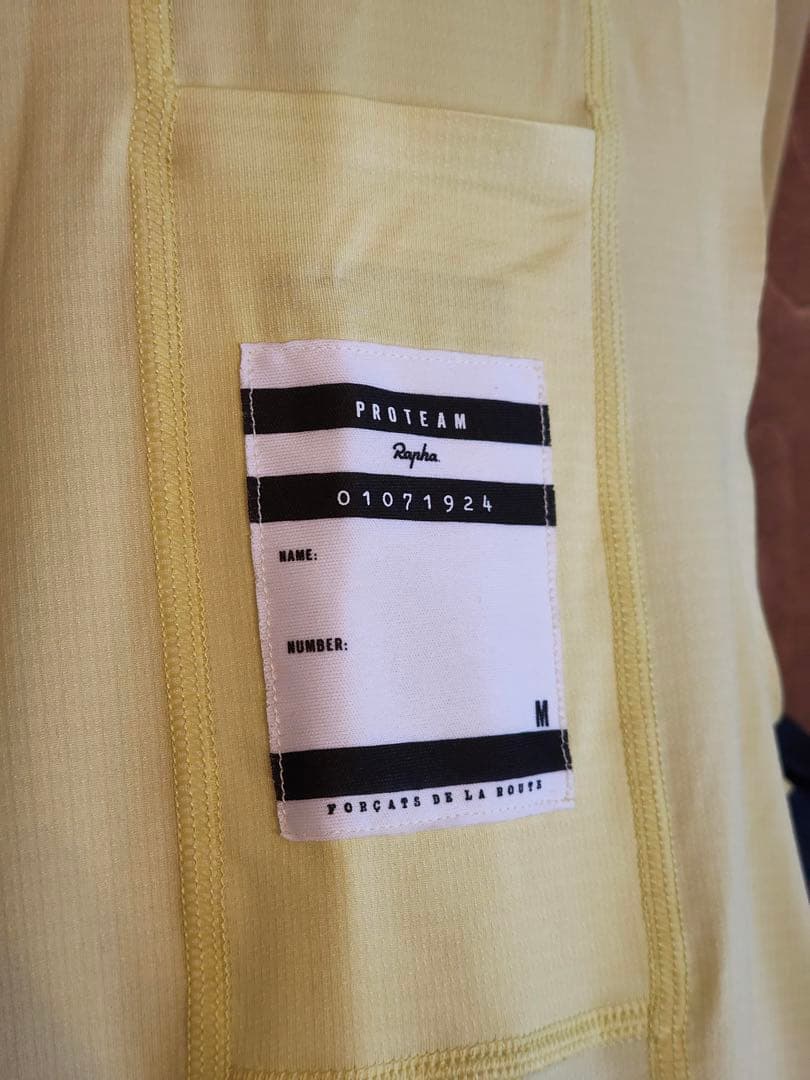 PROTEAM
Rapha
01071924
NAME:
NUMBER:
M
FORÇATS DE LA ROUTE